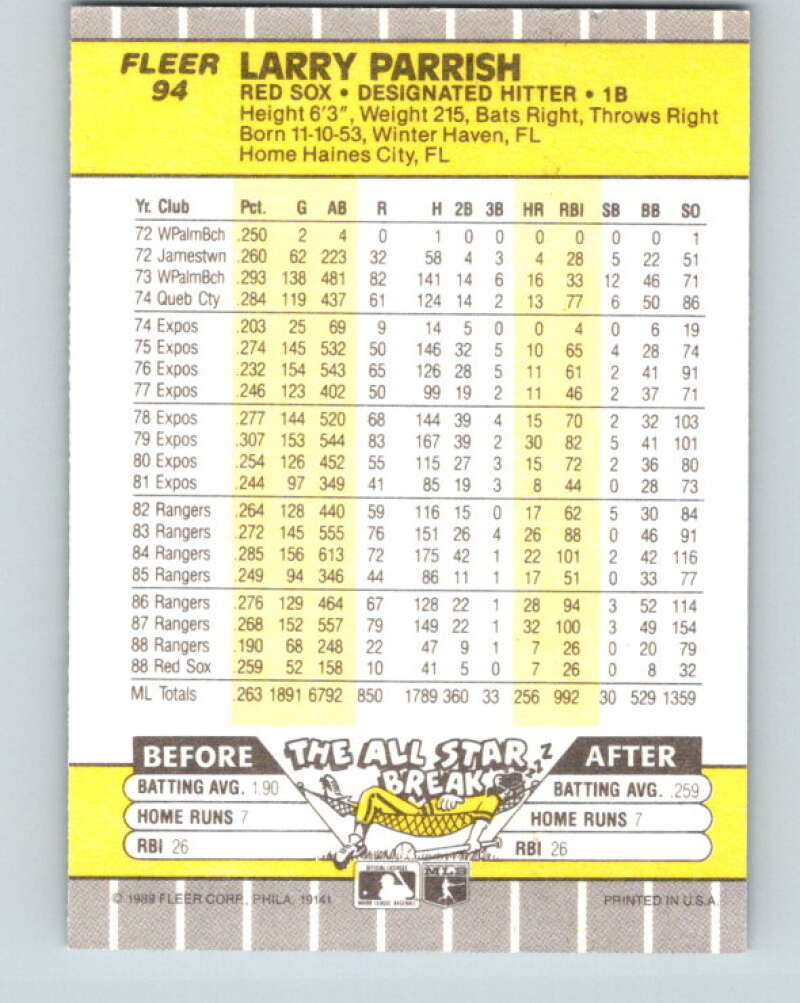 FLEER
94
LARRY PARRISH
RED SOX • DESIGNATED HITTER • 1B
Height 6'3", Weight 215, Bats Right, Throws Right
Born 11-10-53, Winter Haven, FL
Home Haines City, FL
Yr. Club Pct. G AB R H 2B 3B HR RBI SB BB SO
72 WPalmBch .250 2 4 0 1 0 0 0 0 0 0 1
72 Jamestwn .260 62 223 32 58 4 3 4 28 5 22 51
73 WPalmBch .293 138 481 82 141 14 6 16 33 12 46 71
74 Queb Cty .284 119 437 61 124 14 2 13 77 6 50 86
74 Expos .203 25 69 9 14 5 0 0 4 0 6 19
75 Expos .274 145 532 50 146 32 5 10 65 4 28 74
76 Expos .232 154 543 65 126 28 5 11 61 2 41 91
77 Expos .246 123 402 50 99 19 2 11 46 2 37 71
78 Expos .277 144 520 68 144 39 4 15 70 2 32 103
79 Expos .307 153 544 83 167 39 2 30 82 5 41 101
80 Expos .254 126 452 55 115 27 3 15 72 2 36 80
81 Expos .244 97 349 41 85 19 3 8 44 0 28 73
82 Rangers .264 128 440 59 116 15 0 17 62 5 30 84
83 Rangers .272 145 555 76 151 26 4 26 88 0 46 91
84 Rangers .285 156 613 72 175 42 1 22 101 2 42 116
85 Rangers .249 94 346 44 86 11 1 17 51 0 33 77
86 Rangers .276 129 464 67 128 22 1 28 94 3 52 114
87 Rangers .268 152 557 79 149 22 1 32 100 3 49 154
88 Rangers .190 68 248 22 47 9 1 7 26 0 20 79
88 Red Sox .259 52 158 10 41 5 0 7 26 0 8 32
ML Totals .263 1891 6792 850 1789 360 33 256 992 30 529 1359
BEFORE THE ALL STAR BREAK ZZZ AFTER
BATTING AVG. 1.90
HOME RUNS 7
RBI 26
BATTING AVG. .259
HOME RUNS 7
RBI 26
OFFICIAL LICENSEE
MAJOR LEAGUE BASEBALL
MLB
© 1989 FLEER CORP., PHILA. 19141 PRINTED IN U.S.A.